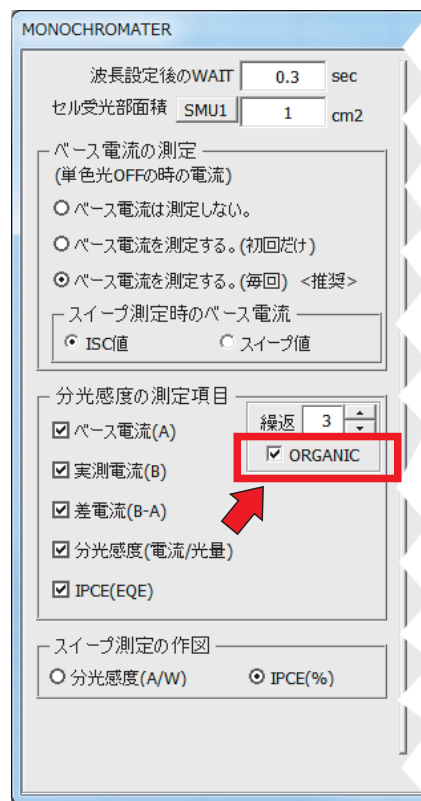 MONOCHROMATER
波長設定後のWAIT 0.3 sec
セル受光部面積 SMU1 1 cm2
ベース電流の測定
(単色光OFFの時の電流)
ベース電流は測定しない。
ベース電流を測定する。(初回だけ)
ベース電流を測定する。(毎回) <推奨>
スイープ測定時のベース電流
ISC値 スイープ値
分光感度の測定項目
繰返 3
ベース電流(A)
ORGANIC
実測電流(B)
差電流(B-A)
分光感度(電流/光量)
IPCE(EQE)
スイープ測定の作図
分光感度(A/W) IPCE(%)